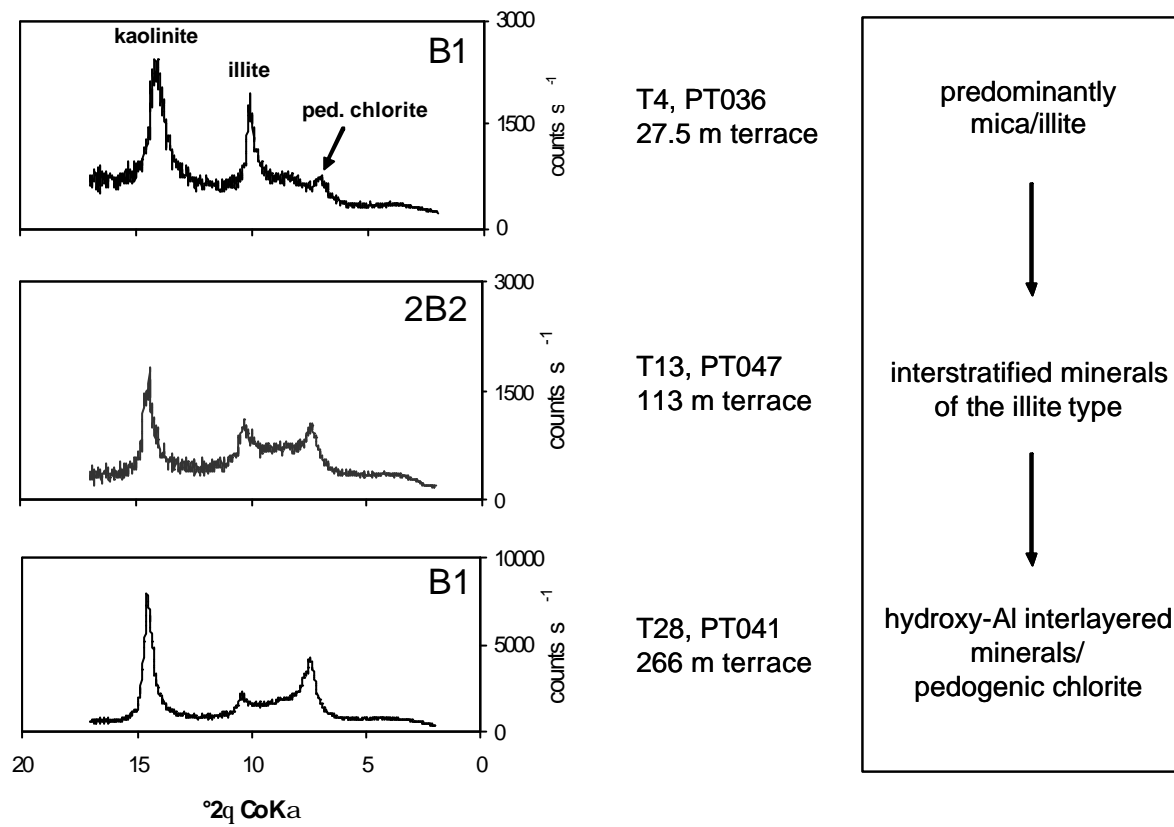 kaolinite
illite
ped. chlorite
B1
3000
1500
0
counts s -1
T4, PT036
27.5 m terrace
predominantly
mica/illite
2B2
3000
1500
0
counts s -1
T13, PT047
113 m terrace
interstratified minerals
of the illite type
B1
10000
5000
0
counts s -1
T28, PT041
266 m terrace
hydroxy-Al interlayered
minerals/
pedogenic chlorite
20 15 10 5 0
°2q CoKa